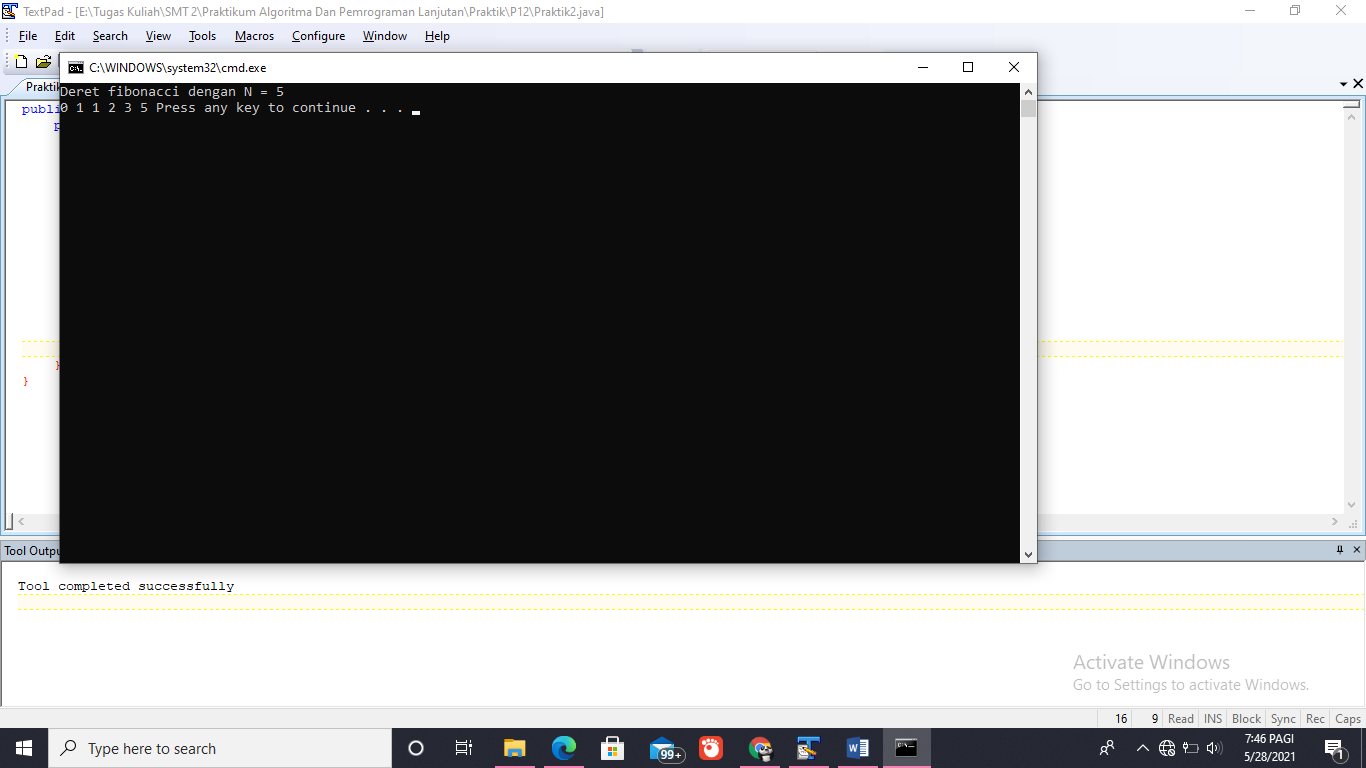 TextPad - [E:\Tugas Kuliah\SMT 2\Praktikum Algoritma Dan Pemrograman Lanjutan\Praktik\P12\Praktik2.java]
File Edit Search View Tools Macros Configure Window Help
C:\WINDOWS\system32\cmd.exe
Deret fibonacci dengan N = 5
0 1 1 2 3 5 Press any key to continue . . .
}
}
Tool completed successfully
Activate Windows
Go to Settings to activate Windows.
16 9 Read INS Block Sync Rec Caps
Type here to search
99+
7:46 PAGI
5/28/2021
1